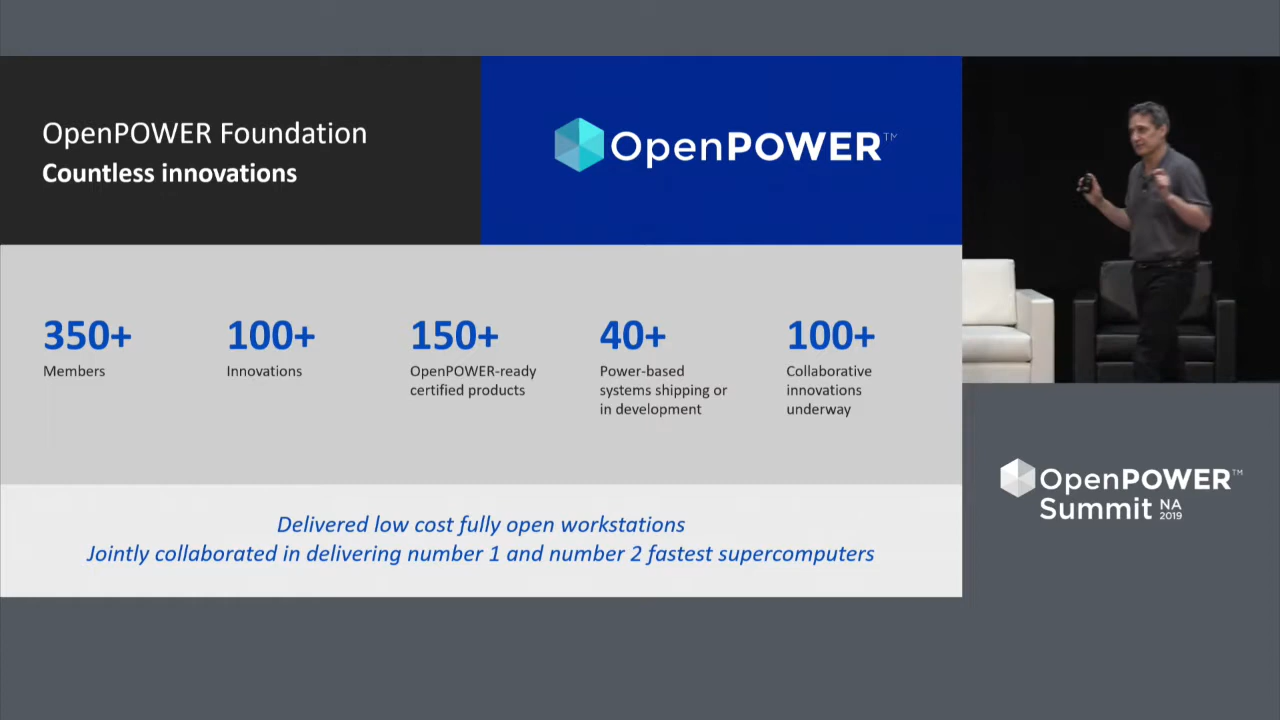 OpenPOWER Foundation
Countless innovations
OpenPOWER™
350+
Members
100+
Innovations
150+
OpenPOWER-ready
certified products
40+
Power-based
systems shipping or
in development
100+
Collaborative
innovations
underway
Delivered low cost fully open workstations
Jointly collaborated in delivering number 1 and number 2 fastest supercomputers
OpenPOWER™
Summit NA 2019